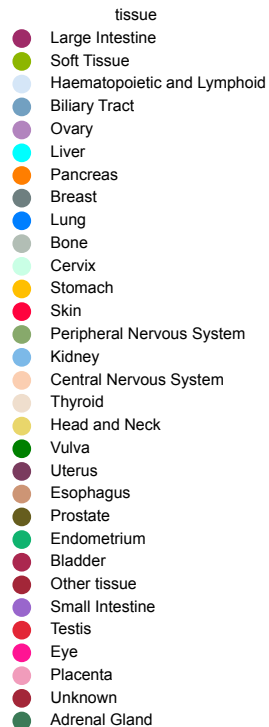 tissue
Large Intestine
Soft Tissue
Haematopoietic and Lymphoid
Biliary Tract
Ovary
Liver
Pancreas
Breast
Lung
Bone
Cervix
Stomach
Skin
Peripheral Nervous System
Kidney
Central Nervous System
Thyroid
Head and Neck
Vulva
Uterus
Esophagus
Prostate
Endometrium
Bladder
Other tissue
Small Intestine
Testis
Eye
Placenta
Unknown
Adrenal Gland